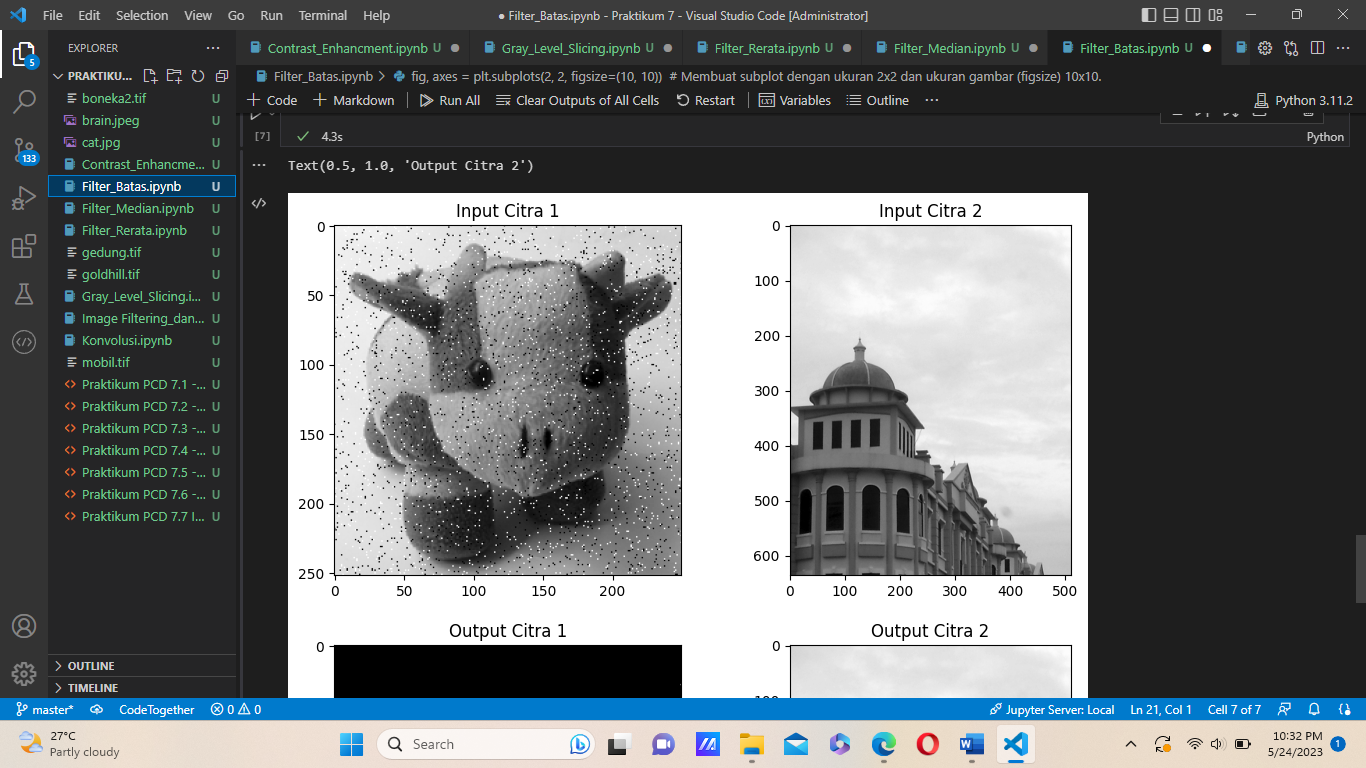 File Edit Selection View Go Run Terminal Help
● Filter_Batas.ipynb - Praktikum 7 - Visual Studio Code [Administrator]
EXPLORER
Contrast_Enhancment.ipynb U
Gray_Level_Slicing.ipynb U
Filter_Rerata.ipynb U
Filter_Median.ipynb U
Filter_Batas.ipynb U
PRAKTIKU...
Filter_Batas.ipynb > fig, axes = plt.subplots(2, 2, figsize=(10, 10))  # Membuat subplot dengan ukuran 2x2 dan ukuran gambar (figsize) 10x10.
Code Markdown Run All Clear Outputs of All Cells Restart Variables Outline ... Python 3.11.2
5
133
boneka2.tif U
brain.jpeg U
cat.jpg U
Contrast_Enhancme... U
Filter_Batas.ipynb U
Filter_Median.ipynb U
Filter_Rerata.ipynb U
gedung.tif U
goldhill.tif U
Gray_Level_Slicing.i... U
Image Filtering_dan... U
Konvolusi.ipynb U
mobil.tif U
Praktikum PCD 7.1 -... U
Praktikum PCD 7.2 -... U
Praktikum PCD 7.3 -... U
Praktikum PCD 7.4 -... U
Praktikum PCD 7.5 -... U
Praktikum PCD 7.6 -... U
Praktikum PCD 7.7 I... U
OUTLINE
TIMELINE
[7] 4.3s Python
Text(0.5, 1.0, 'Output Citra 2')
Input Citra 1
0
50
100
150
200
250
0 50 100 150 200
Input Citra 2
0
100
200
300
400
500
600
0 100 200 300 400 500
Output Citra 1
0
Output Citra 2
0
master* CodeTogether 0 0 Jupyter Server: Local Ln 21, Col 1 Cell 7 of 7
27°C
Partly cloudy
Search
10:32 PM
5/24/2023
1